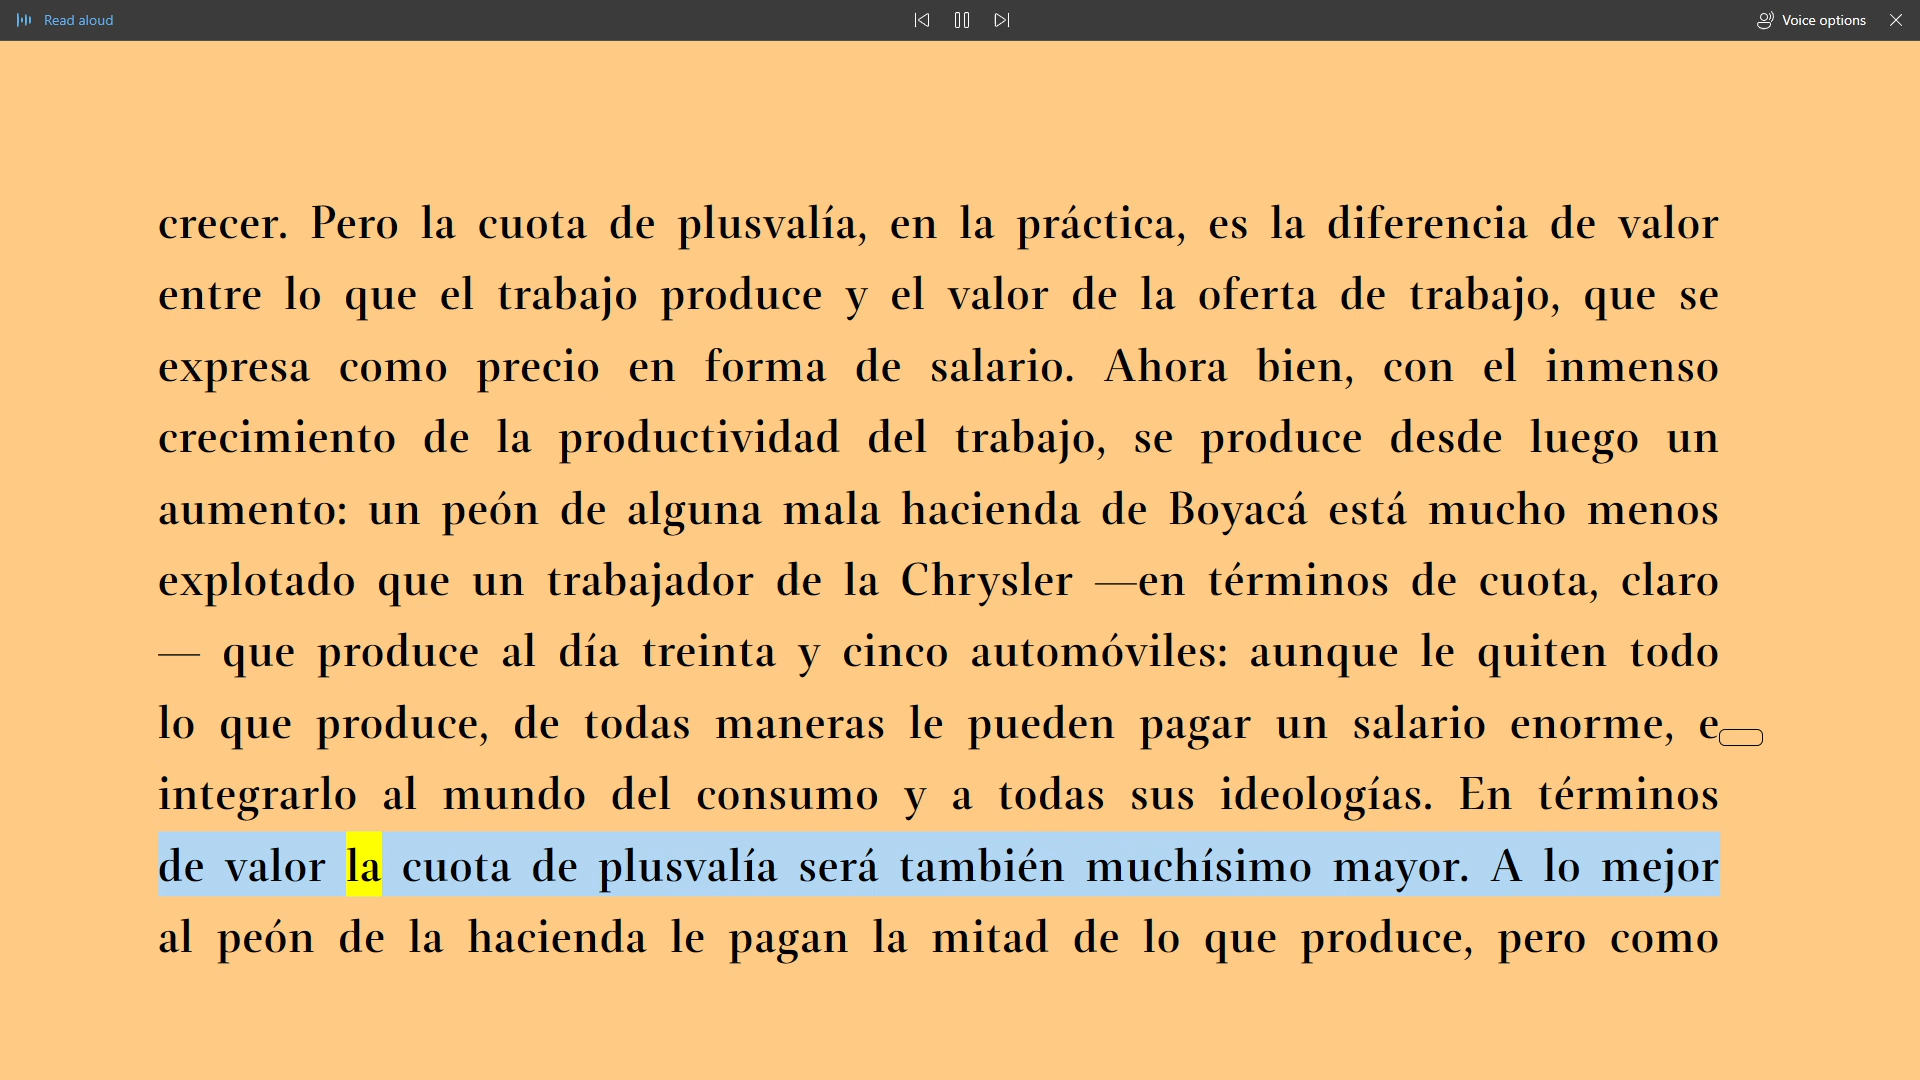 Read aloud
Voice options
crecer. Pero la cuota de plusvalía, en la práctica, es la diferencia de valor
entre lo que el trabajo produce y el valor de la oferta de trabajo, que se
expresa como precio en forma de salario. Ahora bien, con el inmenso
crecimiento de la productividad del trabajo, se produce desde luego un
aumento: un peón de alguna mala hacienda de Boyacá está mucho menos
explotado que un trabajador de la Chrysler —en términos de cuota, claro
— que produce al día treinta y cinco automóviles: aunque le quiten todo
lo que produce, de todas maneras le pueden pagar un salario enorme, e
integrarlo al mundo del consumo y a todas sus ideologías. En términos
de valor la cuota de plusvalía será también muchísimo mayor. A lo mejor
al peón de la hacienda le pagan la mitad de lo que produce, pero como